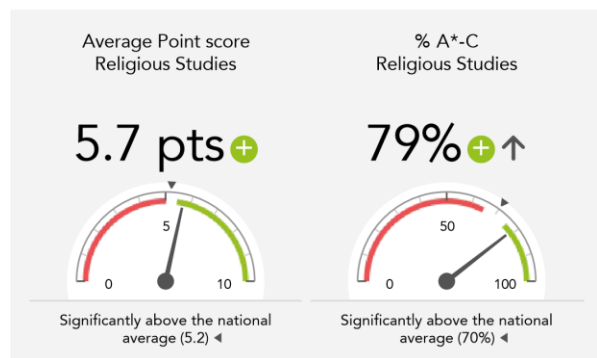 Average Point score
Religious Studies
5.7 pts +
0
5
10
Significantly above the national
average (5.2)
% A*-C
Religious Studies
79% +
0
50
100
Significantly above the national
average (70%)